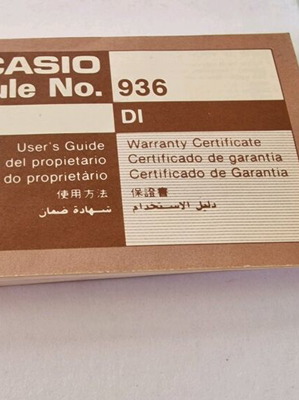 CASIO
ule No. 936
DI
User's Guide
del propietario
do proprietário
使用方法
شهادة ضمان
Warranty Certificate
Certificado de garantía
Certificado de Garantia
保證書
دليل الاستخدام